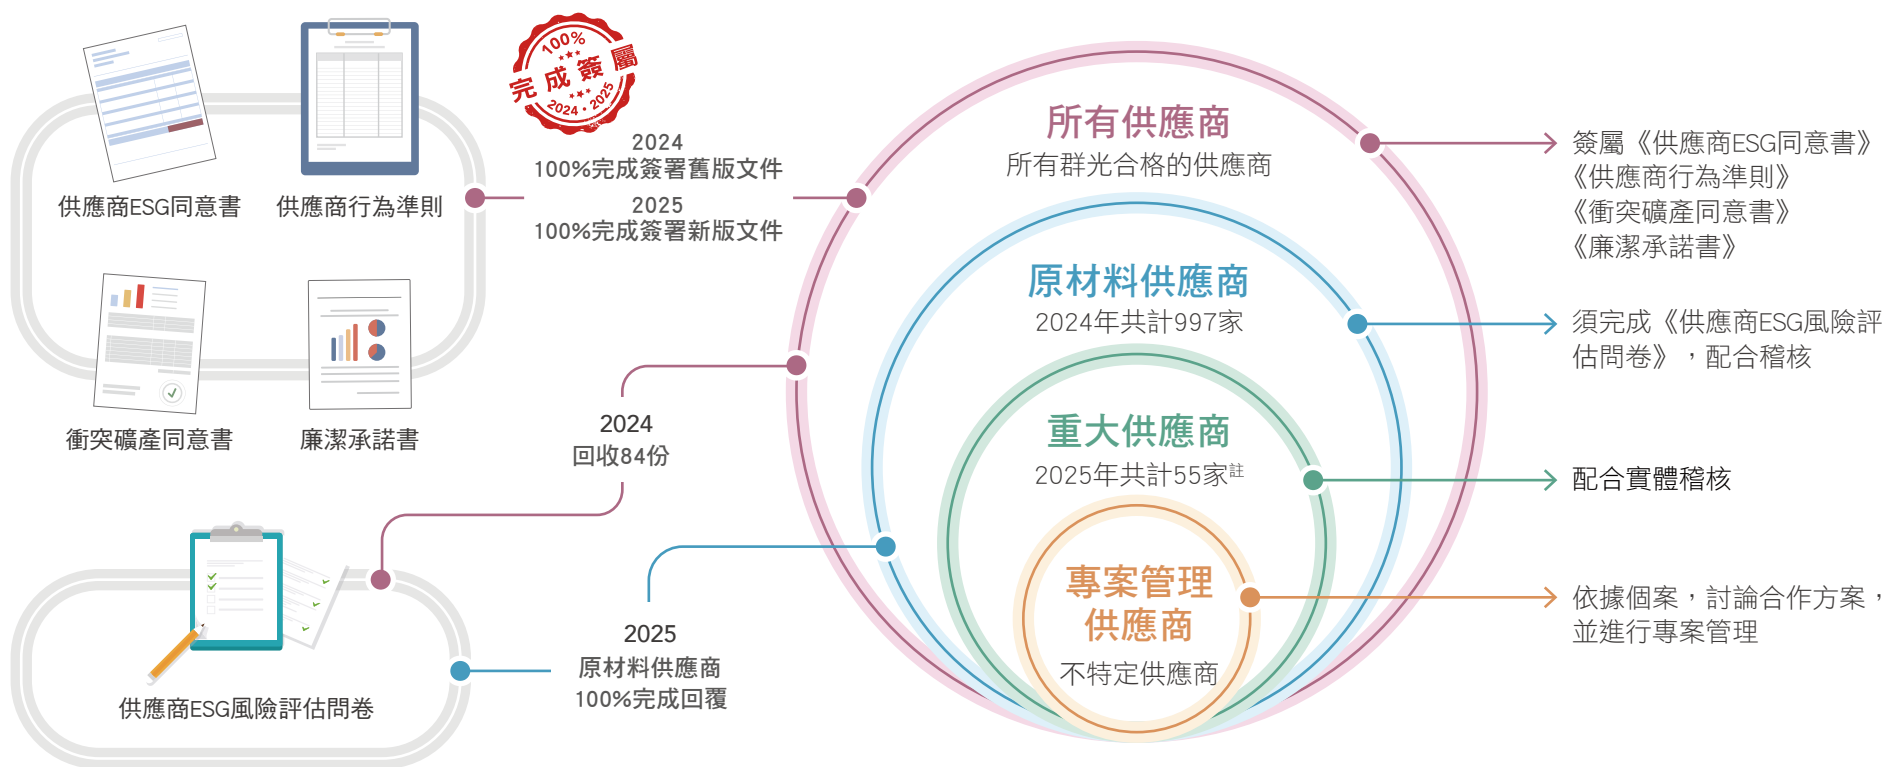 供應商ESG同意書
供應商行為準則
衝突礦產同意書
廉潔承諾書
100%
完成簽屬
2024・2025
2024
100%完成簽署舊版文件
2025
100%完成簽署新版文件
2024
回收84份
供應商ESG風險評估問卷
2025
原材料供應商
100%完成回覆
所有供應商
所有群光合格的供應商
原材料供應商
2024年共計997家
重大供應商
2025年共計55家註
專案管理
供應商
不特定供應商
簽屬《供應商ESG同意書》
《供應商行為準則》
《衝突礦產同意書》
《廉潔承諾書》
須完成《供應商ESG風險評
估問卷》，配合稽核
配合實體稽核
依據個案，討論合作方案，
並進行專案管理